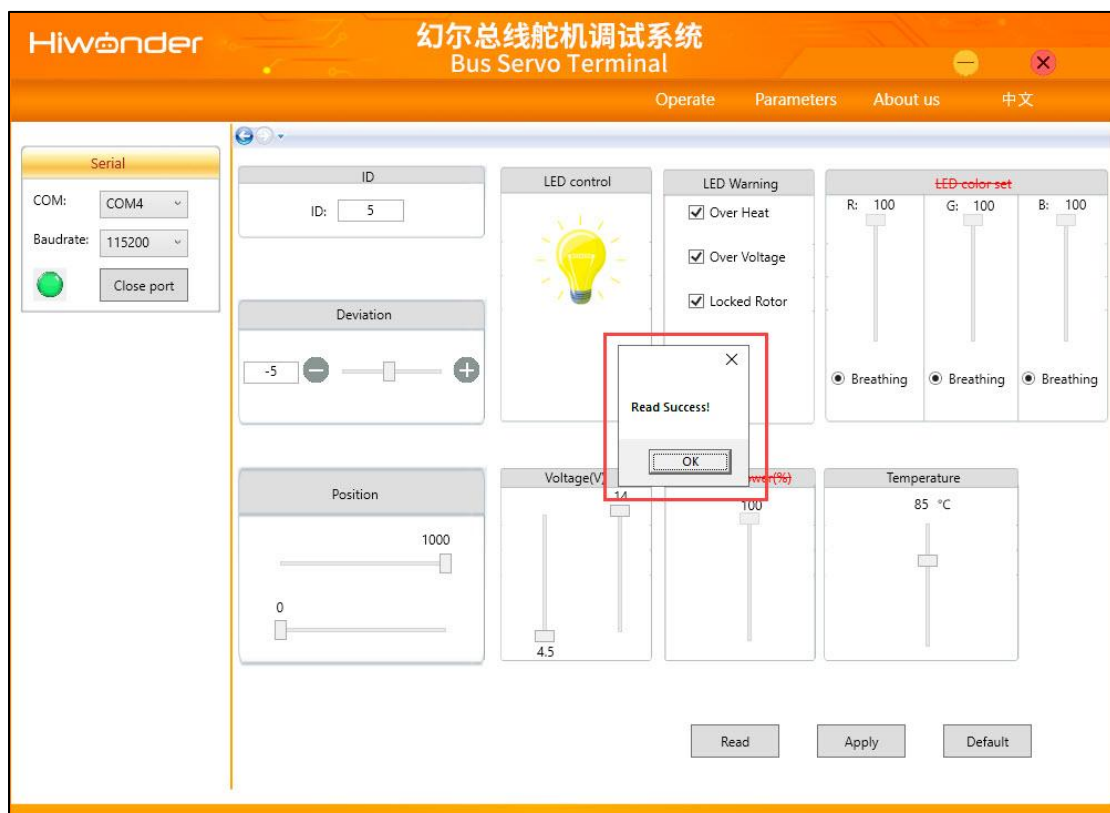 Hiwonder
幻尔总线舵机调试系统
Bus Servo Terminal
Operate Parameters About us 中文
Serial
COM: COM4
Baudrate: 115200
Close port
ID
ID: 5
Deviation
-5
Position
1000
0
LED control
LED Warning
Over Heat
Over Voltage
Locked Rotor
LED color set
R: 100 G: 100 B: 100
Breathing Breathing Breathing
Read Success!
OK
Voltage(V)
14
4.5
(%)
100
Temperature
85 °C
Read Apply Default